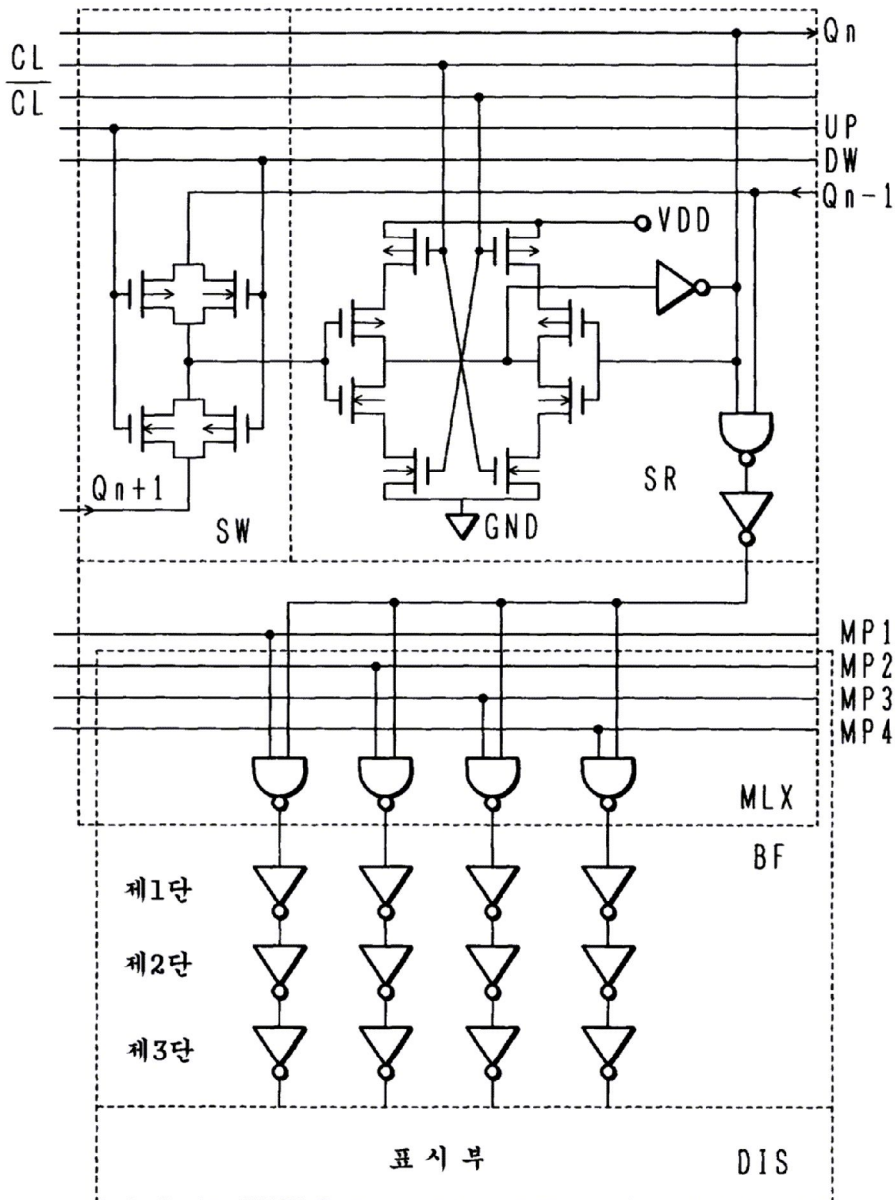 Qn
CL
CL
UP
DW
Qn-1
VDD
Qn+1
SR
SW
GND
MP1
MP2
MP3
MP4
MLX
BF
제1단
제2단
제3단
표시부
DIS